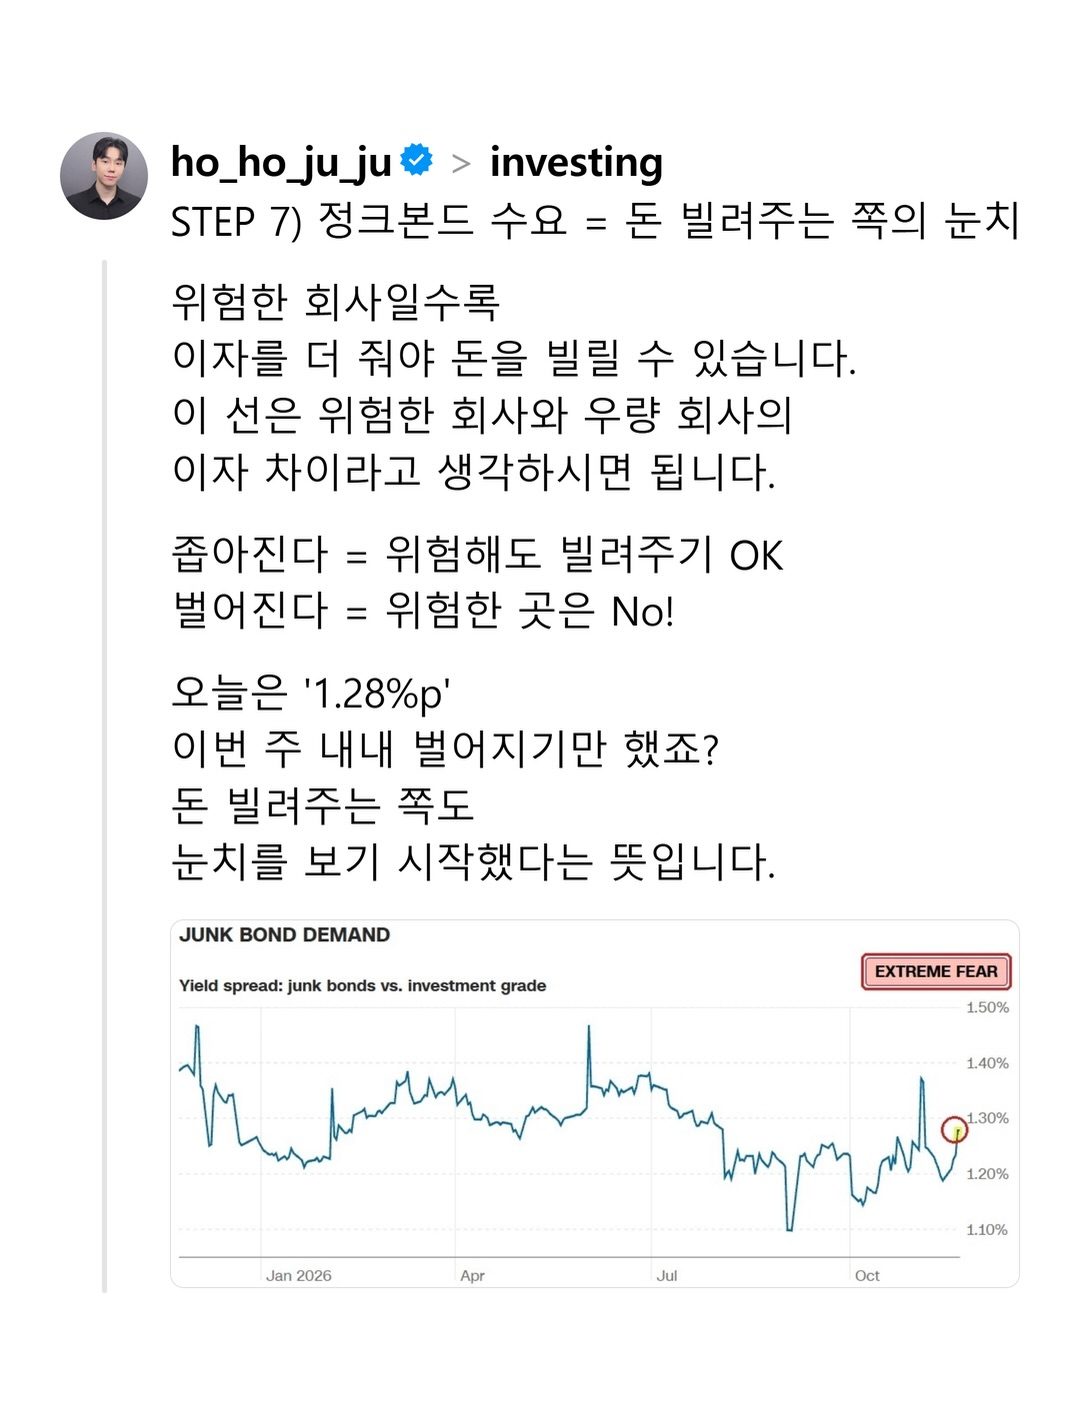 ho_ho_ju_ju > investing
STEP 7) 정크본드 수요 = 돈 빌려주는 쪽의 눈치
위험한 회사일수록
이자를 더 줘야 돈을 빌릴 수 있습니다.
이 선은 위험한 회사와 우량 회사의
이자 차이라고 생각하시면 됩니다.
좁아진다 = 위험해도 빌려주기 OK
벌어진다 = 위험한 곳은 No!
오늘은 '1.28%p'
이번 주 내내 벌어지기만 했죠?
돈 빌려주는 쪽도
눈치를 보기 시작했다는 뜻입니다.
JUNK BOND DEMAND
EXTREME FEAR
Yield spread: junk bonds vs. investment grade
1.50%
1.40%
1.30%
1.20%
1.10%
Jan 2026
Apr
Jul
Oct